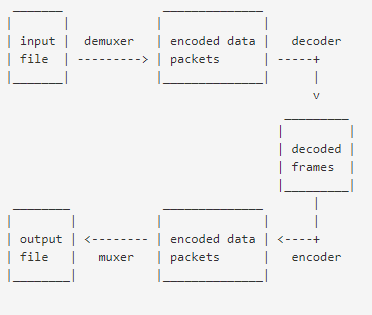 _______              ______________
|       |            |              |
| input |  demuxer   | encoded data |   decoder
| file  | ---------> | packets      | -----+
|_______|            |______________|      |
                                           v
                                       _________
                                      |         |
                                      | decoded |
                                      | frames  |
                                      |_________|
 ________             ______________       |
|        |           |              |      |
| output | <-------- | encoded data | <----+
| file   |   muxer   | packets      |   encoder
|________|           |______________|